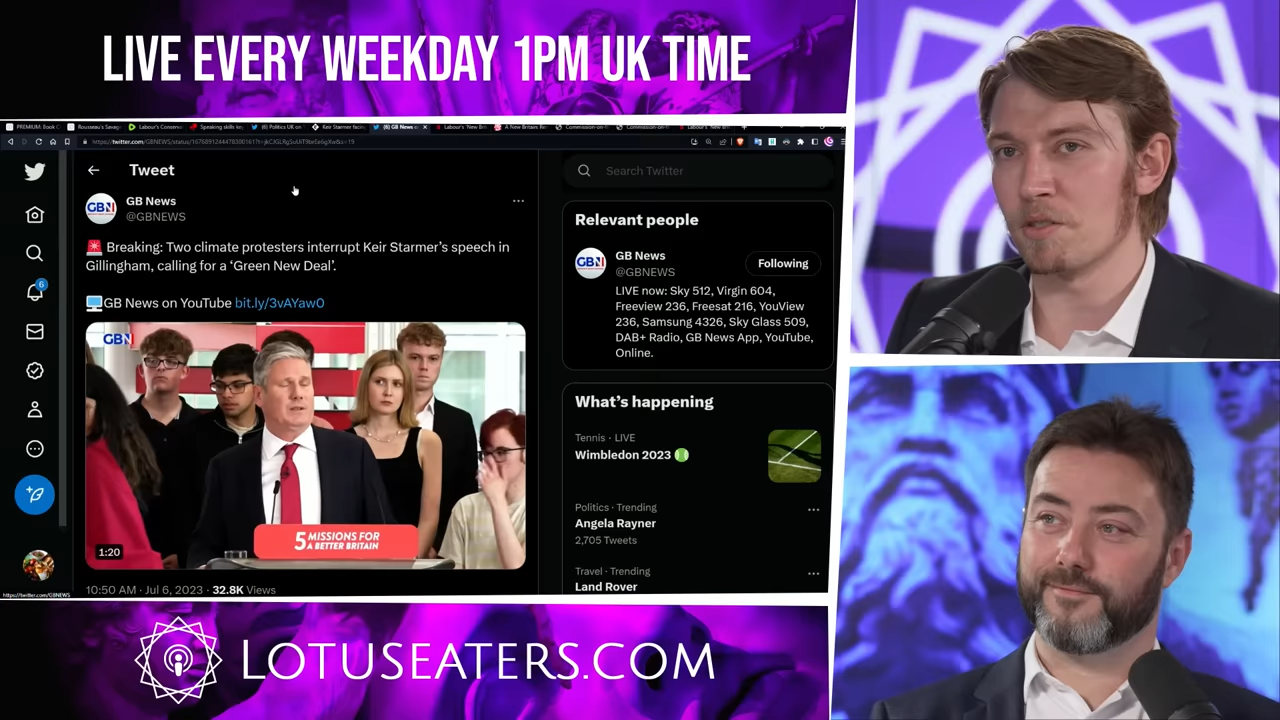 LIVE EVERY WEEKDAY 1PM UK TIME
Tweet
GB News
@GBNEWS
Breaking: Two climate protesters interrupt Keir Starmer’s speech in
Gillingham, calling for a ‘Green New Deal’.
GB News on YouTube bit.ly/3vAYaw0
GBN
5 MISSIONS FOR
A BETTER BRITAIN
1:20
10:50 AM · Jul 6, 2023 · 32.8K Views
6
Search Twitter
Relevant people
GB News
@GBNEWS
Following
LIVE now: Sky 512, Virgin 604,
Freeview 236, Freesat 216, YouView
236, Samsung 4326, Sky Glass 509,
DAB+ Radio, GB News App, YouTube,
Online.
What’s happening
Tennis · LIVE
Wimbledon 2023
Politics · Trending
Angela Rayner
2,705 Tweets
Travel · Trending
Land Rover
https://twitter.com/GBNEWS
LOTUSEATERS.COM